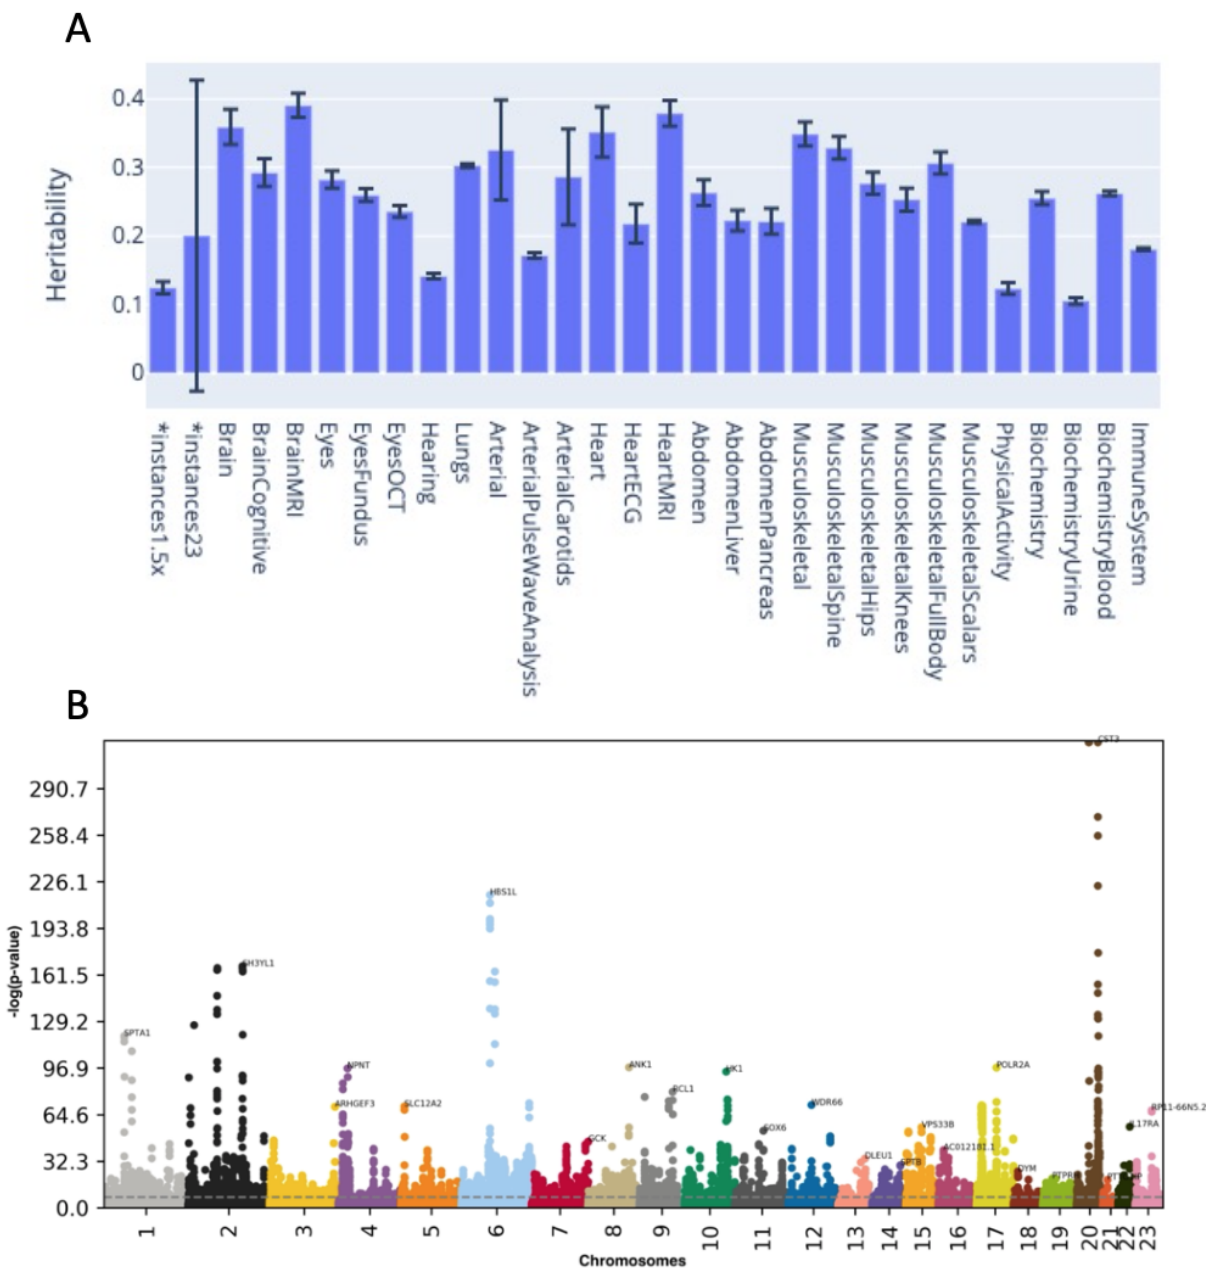 A
0.4
0.3
0.2
0.1
0
Heritability
*instances1.5x
*instances23
Brain
BrainCognitive
BrainMRI
Eyes
EyesFundus
EyesOCT
Hearing
Lungs
Arterial
ArterialPulseWaveAnalysis
ArterialCarotids
Heart
HeartECG
HeartMRI
Abdomen
AbdomenLiver
AbdomenPancreas
Musculoskeletal
MusculoskeletalSpine
MusculoskeletalHips
MusculoskeletalKnees
MusculoskeletalFullBody
MusculoskeletalScalars
PhysicalActivity
Biochemistry
BiochemistryUrine
BiochemistryBlood
ImmuneSystem
B
290.7
258.4
226.1
193.8
161.5
129.2
96.9
64.6
32.3
0.0
-log(p-value)
CST3
HBS1L
SH3YL1
SPTA1
NPNT
ANK1
HK1
POLR2A
ARHGEF3
SLC12A2
RCL1
WDR66
RP11-66N5.2
GCK
SOX6
VPS33B
IL17RA
AC012181.1
DLEU1
SPTB
DYM
1
2
3
4
5
6
7
8
9
10
11
12
13
14
15
16
17
18
19
20
21
22
23
Chromosomes